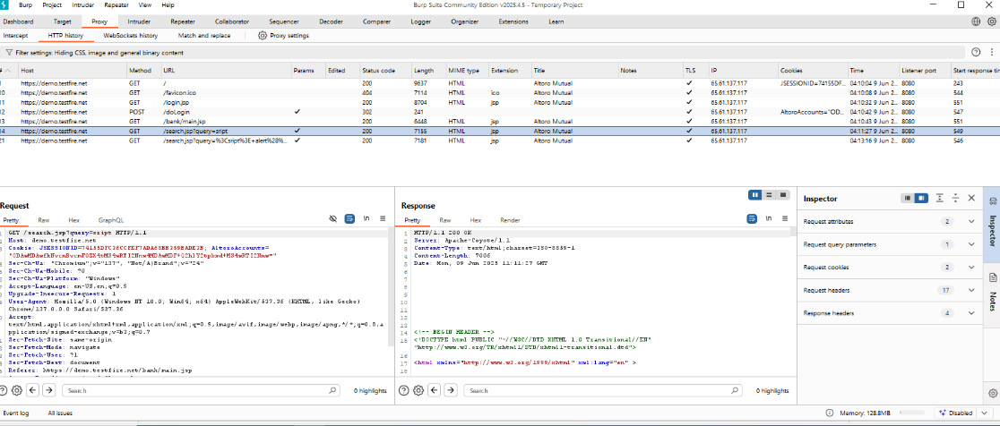 Burp Project Intruder Repeater View Help Burp Suite Community Edition v2025.4.5 - Temporary Project
Dashboard Target Proxy Intruder Repeater Collaborator Sequencer Decoder Comparer Logger Organizer Extensions Learn
Intercept HTTP history WebSockets history Match and replace Proxy settings
Filter settings: Hiding CSS, image and general binary content
# Host Method URL Params Edited Status code Length MIME type Extension Title Notes TLS IP Cookies Time Listener port Start response tim
https://demo.testfire.net GET / 200 9637 HTML Altoro Mutual 65.61.137.117 JSESSIONID=74155DF... 04:10:04 9 Jun 2... 8080 243
10 https://demo.testfire.net GET /favicon.ico 404 7114 HTML ico Altoro Mutual 65.61.137.117 04:10:08 9 Jun 2... 8080 544
11 https://demo.testfire.net GET /login.jsp 200 8704 HTML jsp Altoro Mutual 65.61.137.117 04:10:31 9 Jun 2... 8080 551
12 https://demo.testfire.net POST /doLogin 302 241 65.61.137.117 AltoroAccounts="OD... 04:10:42 9 Jun 2... 8080 547
13 https://demo.testfire.net GET /bank/main.jsp 200 6448 HTML jsp Altoro Mutual 65.61.137.117 04:10:43 9 Jun 2... 8080 551
14 https://demo.testfire.net GET /search.jsp?query=sript 200 7155 HTML jsp Altoro Mutual 65.61.137.117 04:11:27 9 Jun 2... 8080 549
21 https://demo.testfire.net GET /search.jsp?query=%3Csript%3E+alert%28%... 200 7181 HTML jsp Altoro Mutual 65.61.137.117 04:13:16 9 Jun 2... 8080 546
Request
Pretty Raw Hex GraphQL
GET /search.jsp?query=sript HTTP/1.1
Host: demo.testfire.net
Cookie: AltoroAccounts=
Sec-Ch-Ua: "Chromium";v="137", "Not/A)Brand";v="24"
Sec-Ch-Ua-Mobile: ?0
Sec-Ch-Ua-Platform: "Windows"
Accept-Language: en-US,en;q=0.9
Upgrade-Insecure-Requests: 1
User-Agent: Mozilla/5.0 (Windows NT 10.0; Win64; x64) AppleWebKit/537.36 (KHTML, like Gecko)
Chrome/137.0.0.0 Safari/537.36
Accept:
text/html,application/xhtml+xml,application/xml;q=0.9,image/avif,image/webp,image/apng,*/*;q=0.8,a
pplication/signed-exchange;v=b3;q=0.7
Sec-Fetch-Site: same-origin
Sec-Fetch-Mode: navigate
Sec-Fetch-User: ?1
Sec-Fetch-Dest: document
Referer: https://demo.testfire.net/bank/main.jsp
Search 0 highlights
Response
Pretty Raw Hex Render
1 HTTP/1.1 200 OK
2 Server: Apache-Coyote/1.1
3 Content-Type: text/html;charset=ISO-8859-1
4 Content-Length: 7006
5 Date: Mon, 09 Jun 2025 11:11:27 GMT
6
7
8
9
10
11
12
13
14 <!-- BEGIN HEADER -->
15 <!DOCTYPE html PUBLIC "-//W3C//DTD XHTML 1.0 Transitional//EN"
"http://www.w3.org/TR/xhtml1/DTD/xhtml1-transitional.dtd">
16
17 <html xmlns="http://www.w3.org/1999/xhtml" xml:lang="en" >
18
Search 0 highlights
Inspector
Request attributes 2
Request query parameters 1
Request cookies 2
Request headers 17
Response headers 4
Inspector
Notes
Event log All issues Memory: 128.8MB Disabled